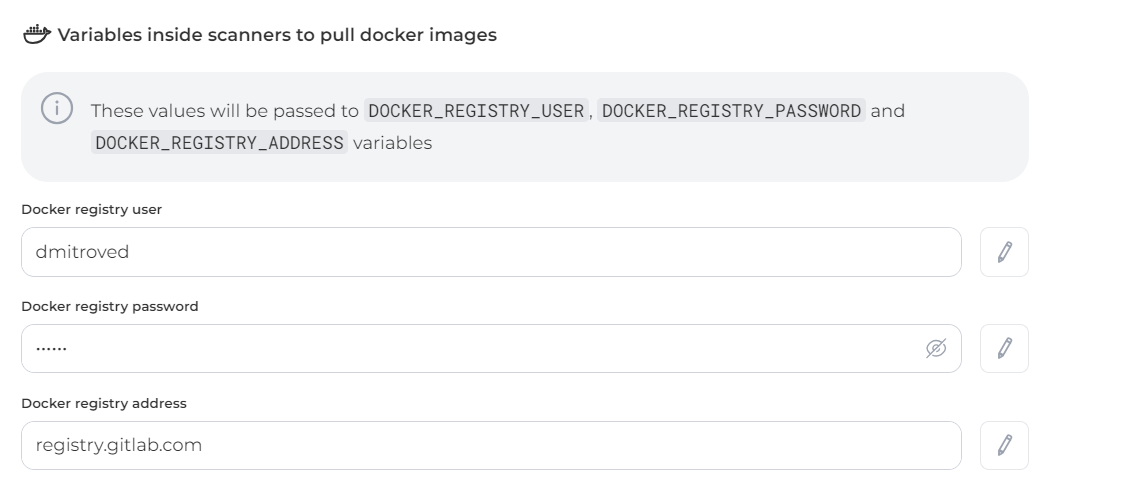 Variables inside scanners to pull docker images
These values will be passed to DOCKER_REGISTRY_USER, DOCKER_REGISTRY_PASSWORD and
DOCKER_REGISTRY_ADDRESS variables
Docker registry user
dmitroved
Docker registry password
••••••
Docker registry address
registry.gitlab.com